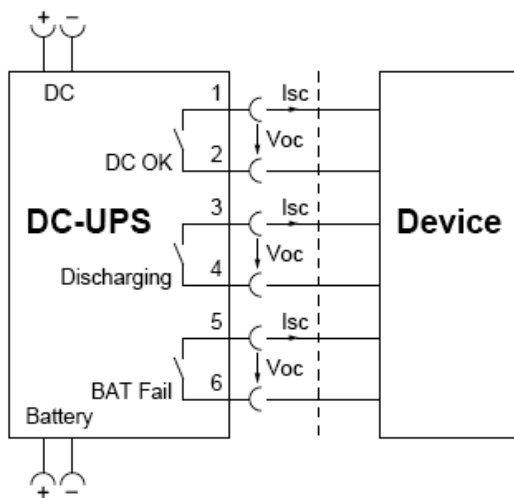 + −
DC
1 Isc
Voc
DC OK 2
3 Isc
DC-UPS Device
Voc
Discharging 4
5 Isc
Voc
BAT Fail 6
Battery
+ −